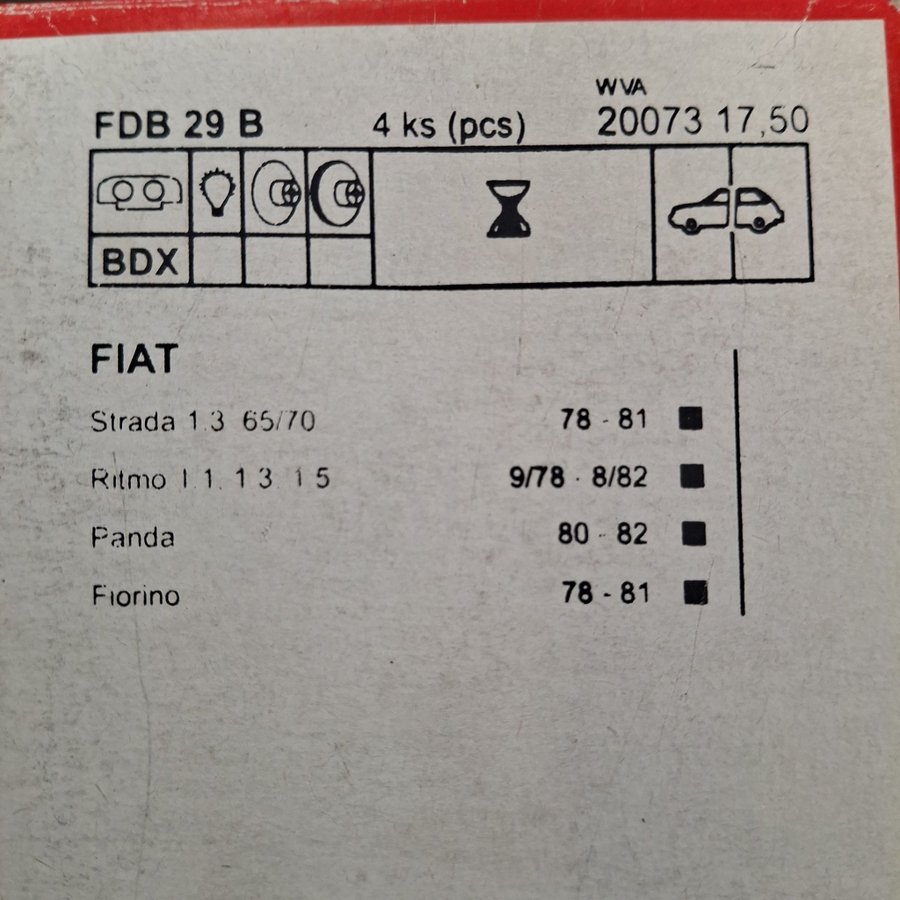 WVA
FDB 29 B 4 ks (pcs) 20073 17,50
BDX
FIAT
Strada 1.3 65/70 78 - 81
Ritmo I 1.1. 1.3. 1.5 9/78 - 8/82
Panda 80 - 82
Fiorino 78 - 81